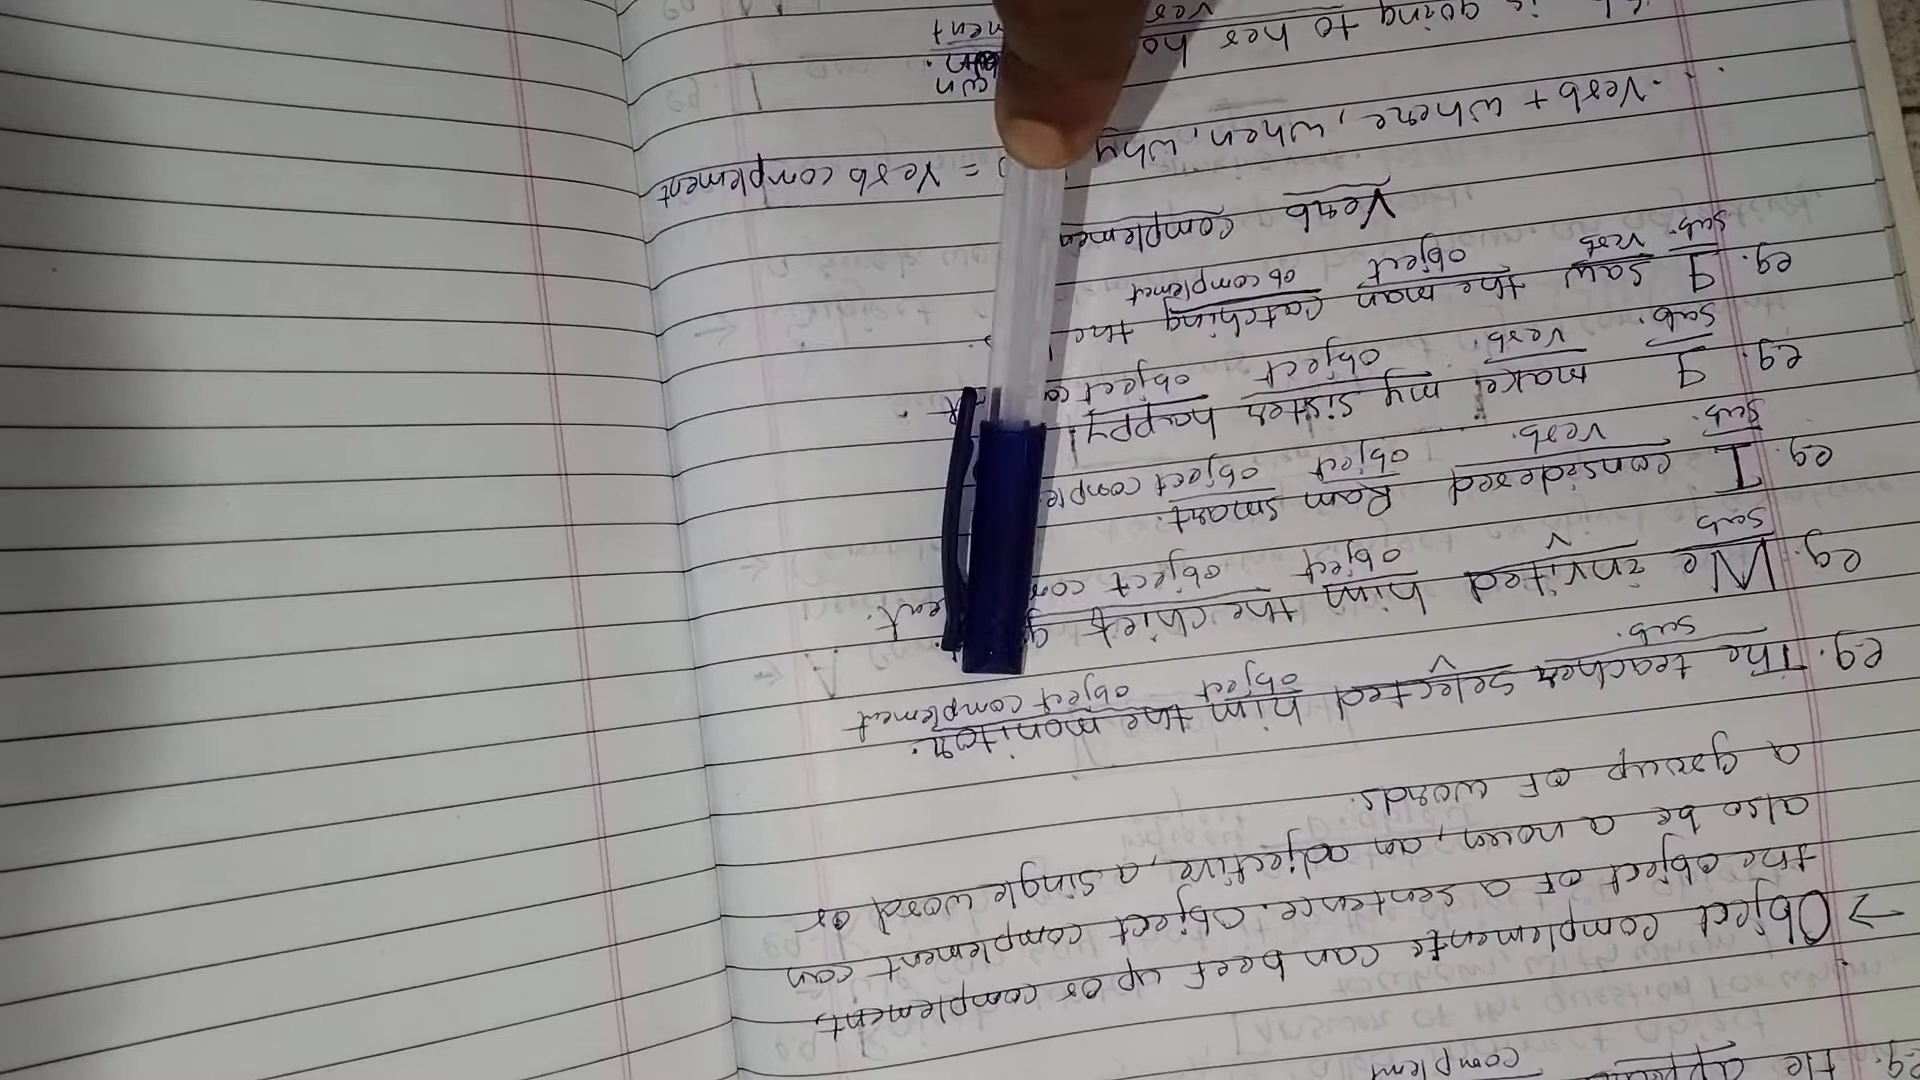 eg. He
complement
→ Object complements can beef up or complement
the object of a sentence. Object complement can
also be a noun, an adjective, a single word or
a group of words.
eg. The teacher selected him the monitor.
sub. V object object complement
eg. We invited him the chief
sub V object object
eg. I considered Ram smart.
Sub. verb. object object comple
eg. I make my sister happy.
sub. verb. object object
eg. I saw the man catching the
sub. verb object ob complemet
Verb complemen
Verb + where, when, why = Verb complement
is going to her